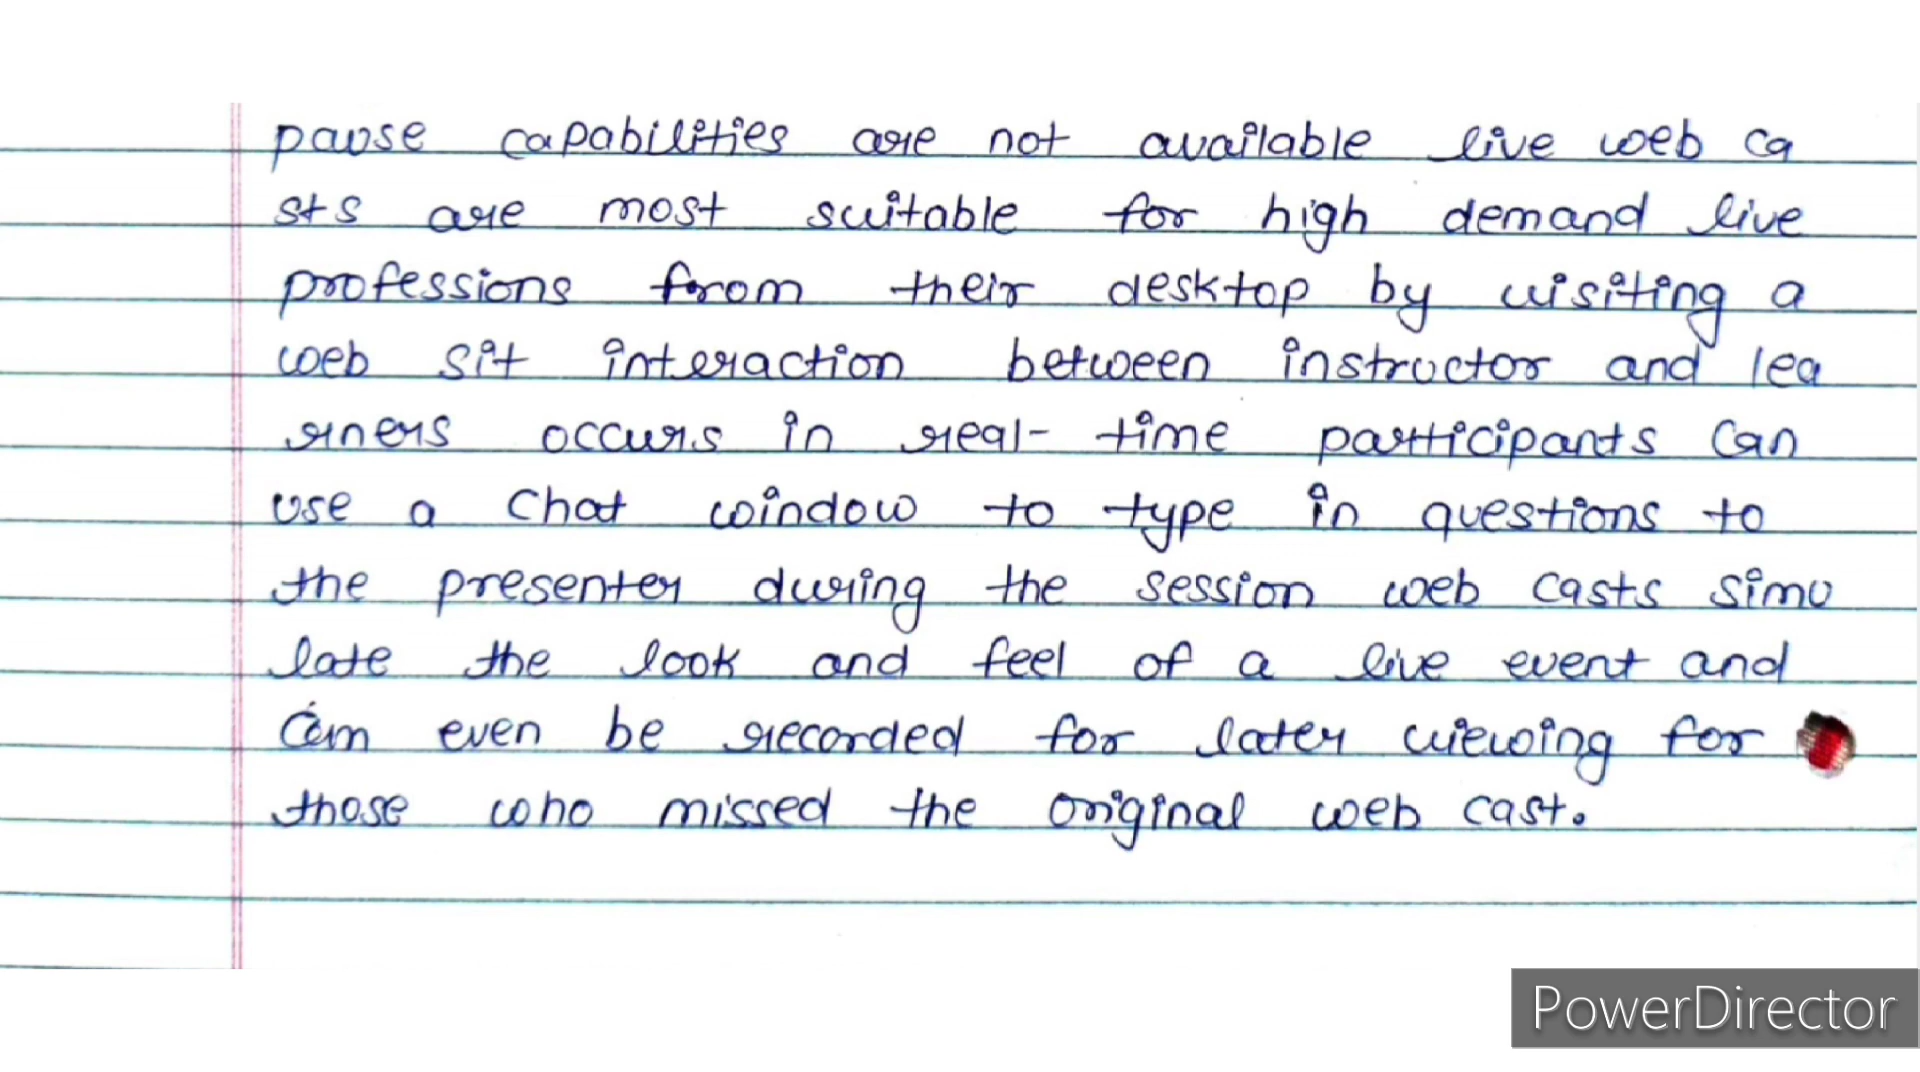 pause capabilities are not available live web ca
sts are most suitable for high demand live
professions from their desktop by visiting a
web sit interaction between instructor and lea
rners occurs in real- time participants can
use a Chat window to type in questions to
the presenter during the session web casts simu
late the look and feel of a live event and
Cam even be recorded for later viewing for
those who missed the original web cast.
PowerDirector